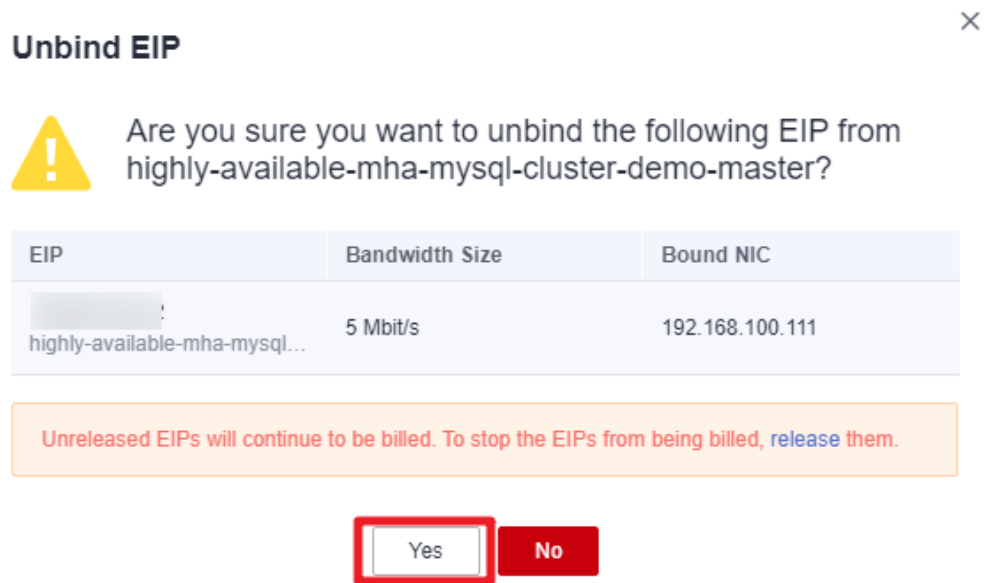 Unbind EIP
Are you sure you want to unbind the following EIP from
highly-available-mha-mysql-cluster-demo-master?
EIP Bandwidth Size Bound NIC
highly-available-mha-mysql... 5 Mbit/s 192.168.100.111
Unreleased EIPs will continue to be billed. To stop the EIPs from being billed, release them.
Yes No